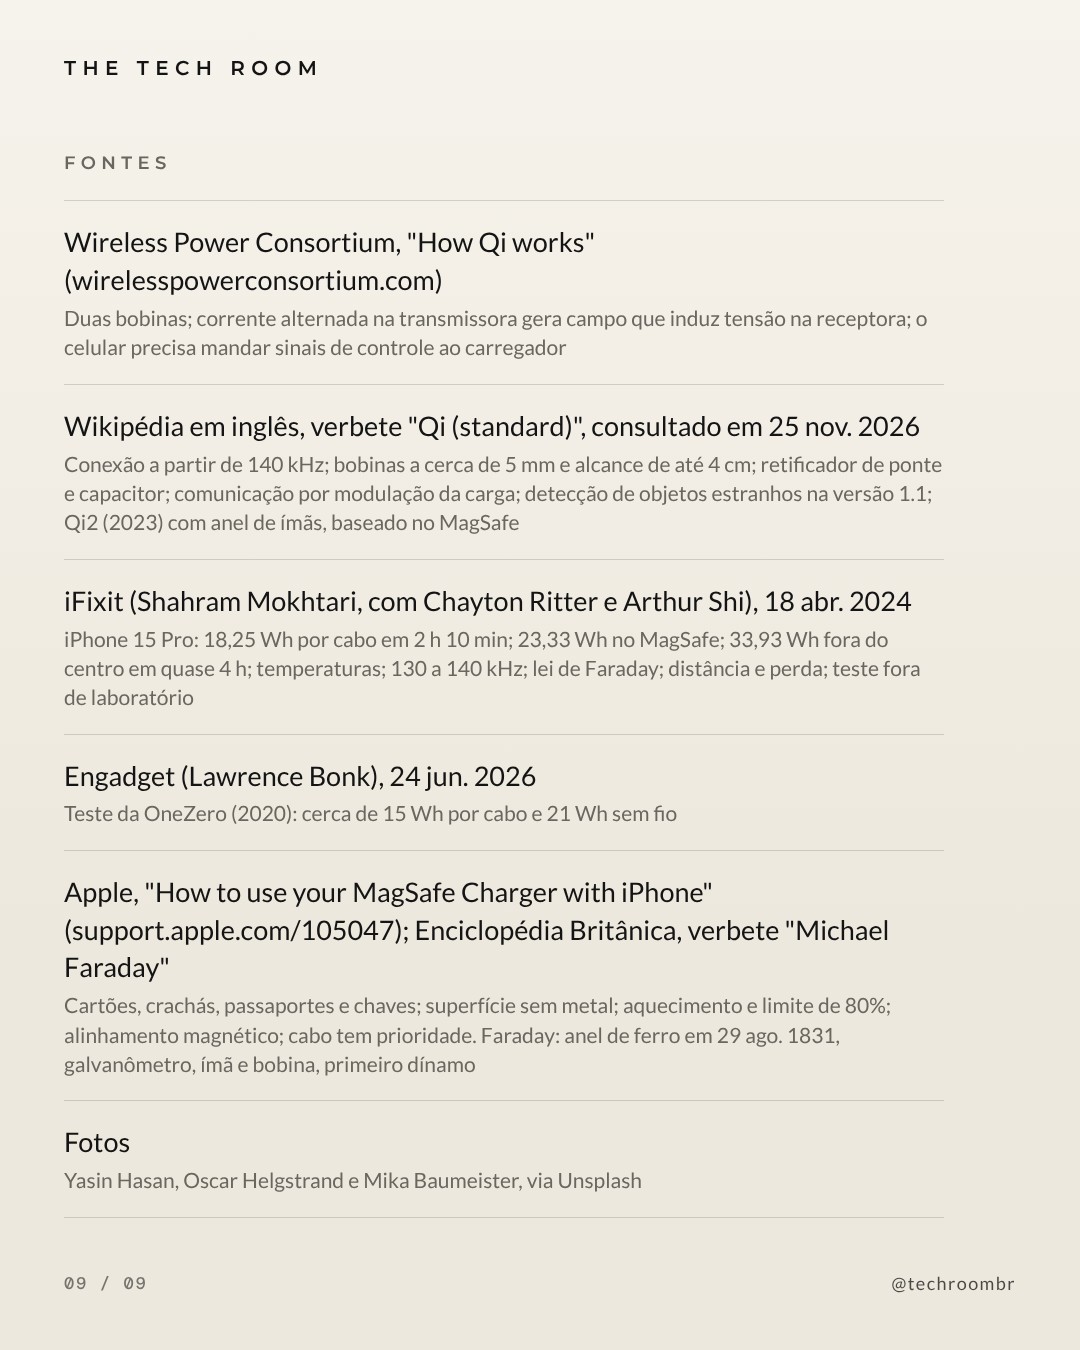 THE TECH ROOM
FONTES
Wireless Power Consortium, "How Qi works"
(wirelesspowerconsortium.com)
Duas bobinas; corrente alternada na transmissora gera campo que induz tensão na receptora; o
celular precisa mandar sinais de controle ao carregador
Wikipédia em inglês, verbete "Qi (standard)", consultado em 25 nov. 2026
Conexão a partir de 140 kHz; bobinas a cerca de 5 mm e alcance de até 4 cm; retificador de ponte
e capacitor; comunicação por modulação da carga; detecção de objetos estranhos na versão 1.1;
Qi2 (2023) com anel de ímãs, baseado no MagSafe
iFixit (Shahram Mokhtari, com Chayton Ritter e Arthur Shi), 18 abr. 2024
iPhone 15 Pro: 18,25 Wh por cabo em 2 h 10 min; 23,33 Wh no MagSafe; 33,93 Wh fora do
centro em quase 4 h; temperaturas; 130 a 140 kHz; lei de Faraday; distância e perda; teste fora
de laboratório
Engadget (Lawrence Bonk), 24 jun. 2026
Teste da OneZero (2020): cerca de 15 Wh por cabo e 21 Wh sem fio
Apple, "How to use your MagSafe Charger with iPhone"
(support.apple.com/105047); Enciclopédia Britânica, verbete "Michael
Faraday"
Cartões, crachás, passaportes e chaves; superfície sem metal; aquecimento e limite de 80%;
alinhamento magnético; cabo tem prioridade. Faraday: anel de ferro em 29 ago. 1831,
galvanômetro, ímã e bobina, primeiro dínamo
Fotos
Yasin Hasan, Oscar Helgstrand e Mika Baumeister, via Unsplash
09 / 09
@techroombr